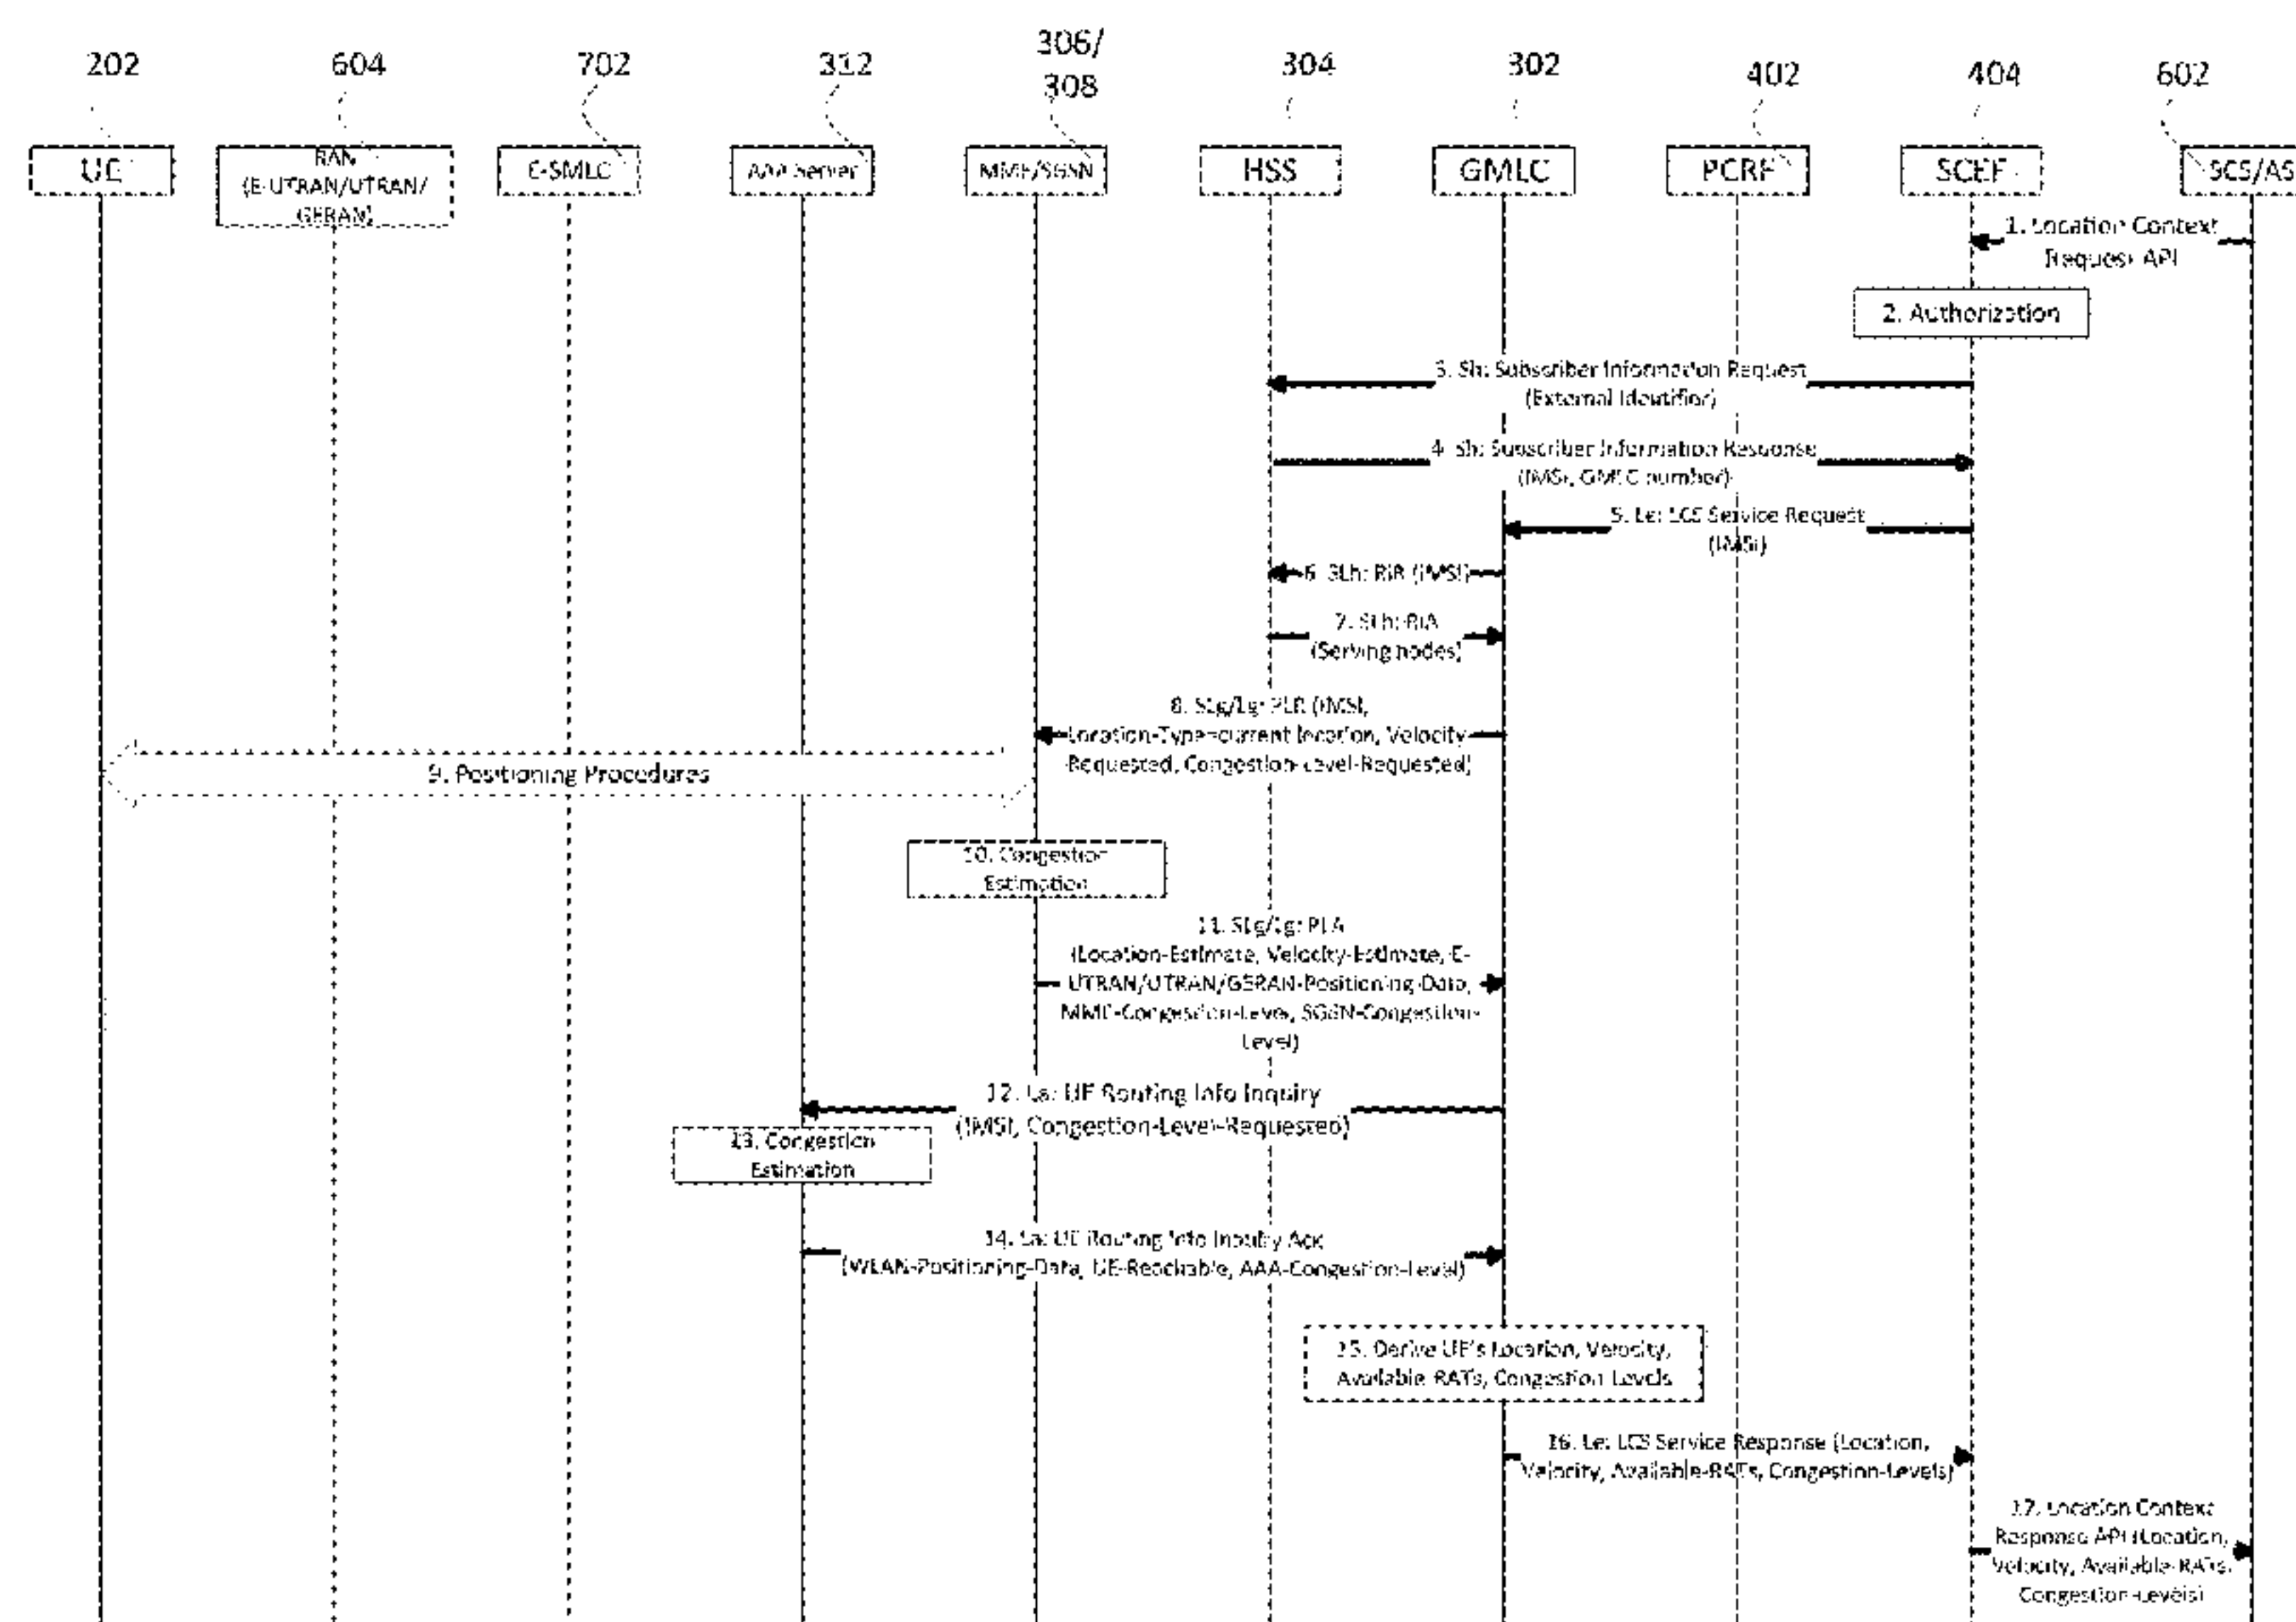 202
604
702
312
306/
308
304
302
402
404
602
UE
RAN
(E-UTRAN/UTRAN/
GERAN)
E-SMLC
AAA Server
MME/SGSN
HSS
GMLC
PCRF
SCEF
SCS/AS
1. Location Context
Request API
2. Authorization
3. Sh: Subscriber Information Request
(External Identifier)
4. Sh: Subscriber Information Response
(IMSI, GMLC number)
5. Le: LCS Service Request
(IMSI)
6. SLh: RIR (IMSI)
7. SLh: RIA
(Serving nodes)
8. SLg/Lg: PLR (IMSI,
Location-Type=current location, Velocity-
Requested, Congestion-Level-Requested)
9. Positioning Procedures
10. Congestion
Estimation
11. SLg/Lg: PLA
(Location-Estimate, Velocity-Estimate, E-
UTRAN/UTRAN/GERAN-Positioning-Data,
MME-Congestion-Level, SGSN-Congestion-
Level)
12. La: UE Routing Info Inquiry
(IMSI, Congestion-Level-Requested)
13. Congestion
Estimation
14. La: UE Routing Info Inquiry Ack
(WLAN-Positioning-Data, UE-Reachable, AAA-Congestion-Level)
15. Derive UE's Location, Velocity,
Available-RATs, Congestion Levels
16. Le: LCS Service Response (Location,
Velocity, Available-RATs, Congestion-Levels)
17. Location Context
Response API (Location,
Velocity, Available-RATs,
Congestion-Levels)